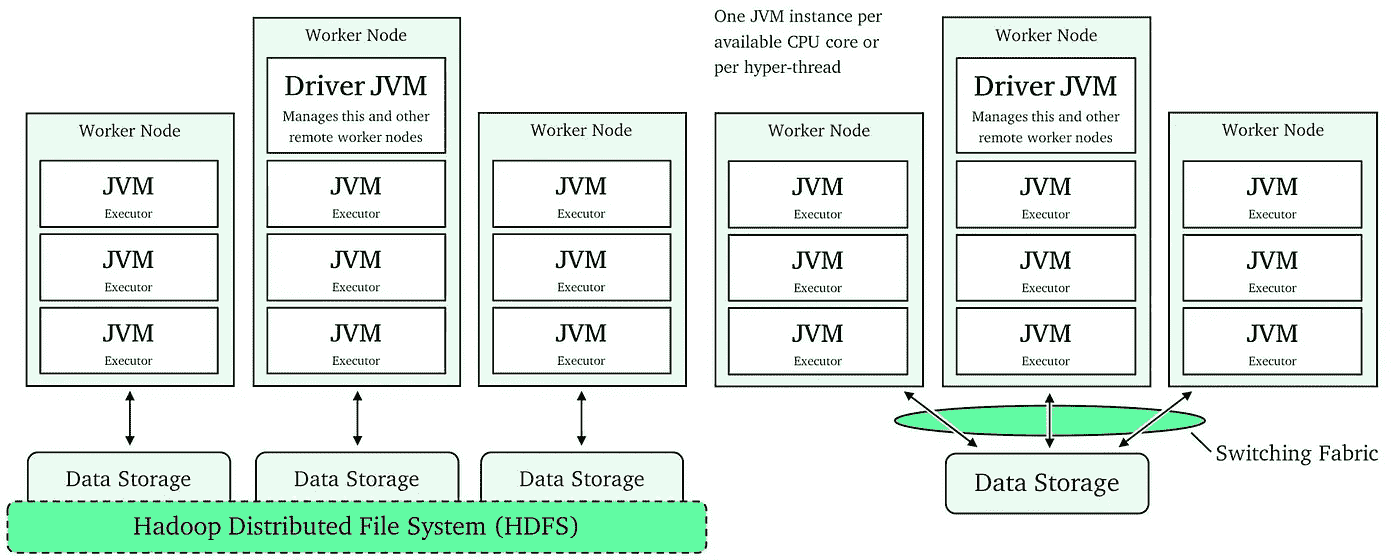 Worker Node
Driver JVM
Manages this and other
remote worker nodes
JVM
Executor
JVM
Executor
JVM
Executor
Worker Node
JVM
Executor
JVM
Executor
JVM
Executor
Worker Node
JVM
Executor
JVM
Executor
JVM
Executor
Data Storage
Data Storage
Data Storage
Hadoop Distributed File System (HDFS)
One JVM instance per
available CPU core or
per hyper-thread
Worker Node
JVM
Executor
JVM
Executor
JVM
Executor
Worker Node
Driver JVM
Manages this and other
remote worker nodes
JVM
Executor
JVM
Executor
JVM
Executor
Worker Node
JVM
Executor
JVM
Executor
JVM
Executor
Switching Fabric
Data Storage